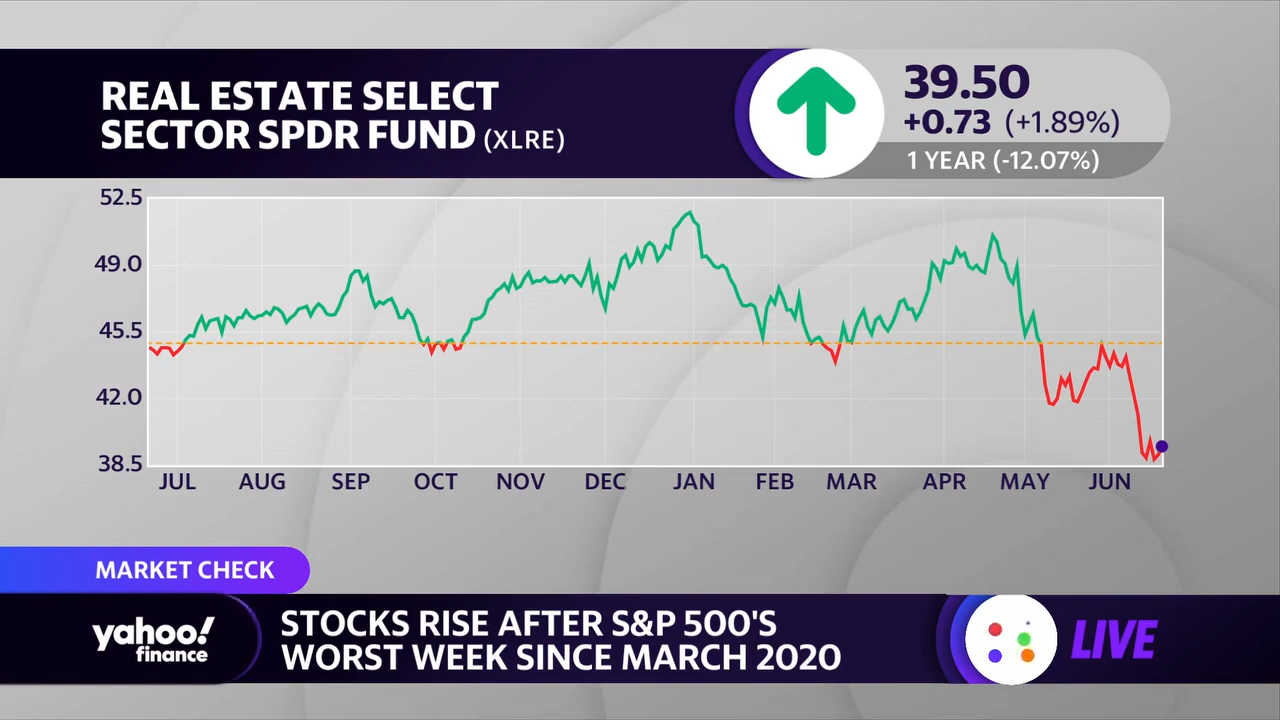 REAL ESTATE SELECT
SECTOR SPDR FUND (XLRE)
39.50
+0.73 (+1.89%)
1 YEAR (-12.07%)
52.5
49.0
45.5
42.0
38.5
JUL AUG SEP OCT NOV DEC JAN FEB MAR APR MAY JUN
MARKET CHECK
yahoo!
finance
STOCKS RISE AFTER S&P 500'S
WORST WEEK SINCE MARCH 2020
LIVE